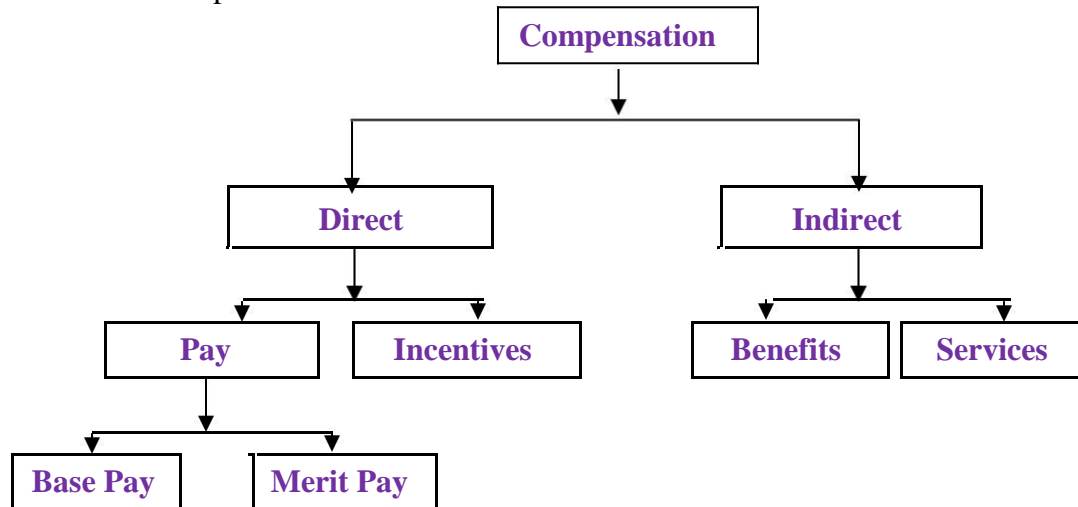 Compensation
Direct
Indirect
Pay
Incentives
Benefits
Services
Base Pay
Merit Pay